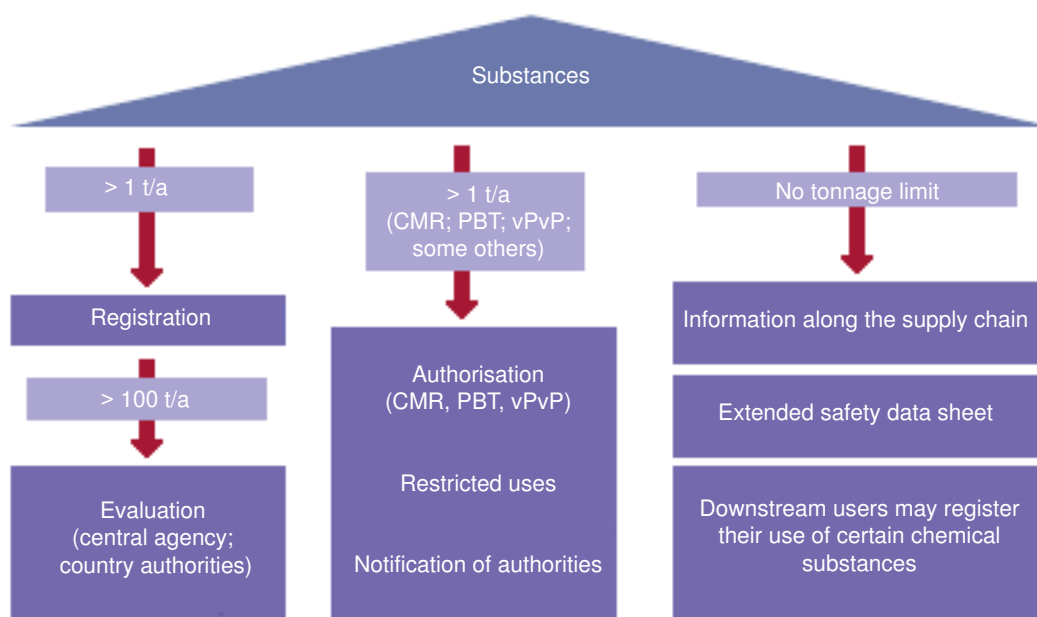 Substances
> 1 t/a
Registration
> 100 t/a
Evaluation
(central agency;
country authorities)
> 1 t/a
(CMR; PBT; vPvP;
some others)
Authorisation
(CMR, PBT, vPvP)
Restricted uses
Notification of authorities
No tonnage limit
Information along the supply chain
Extended safety data sheet
Downstream users may register
their use of certain chemical
substances